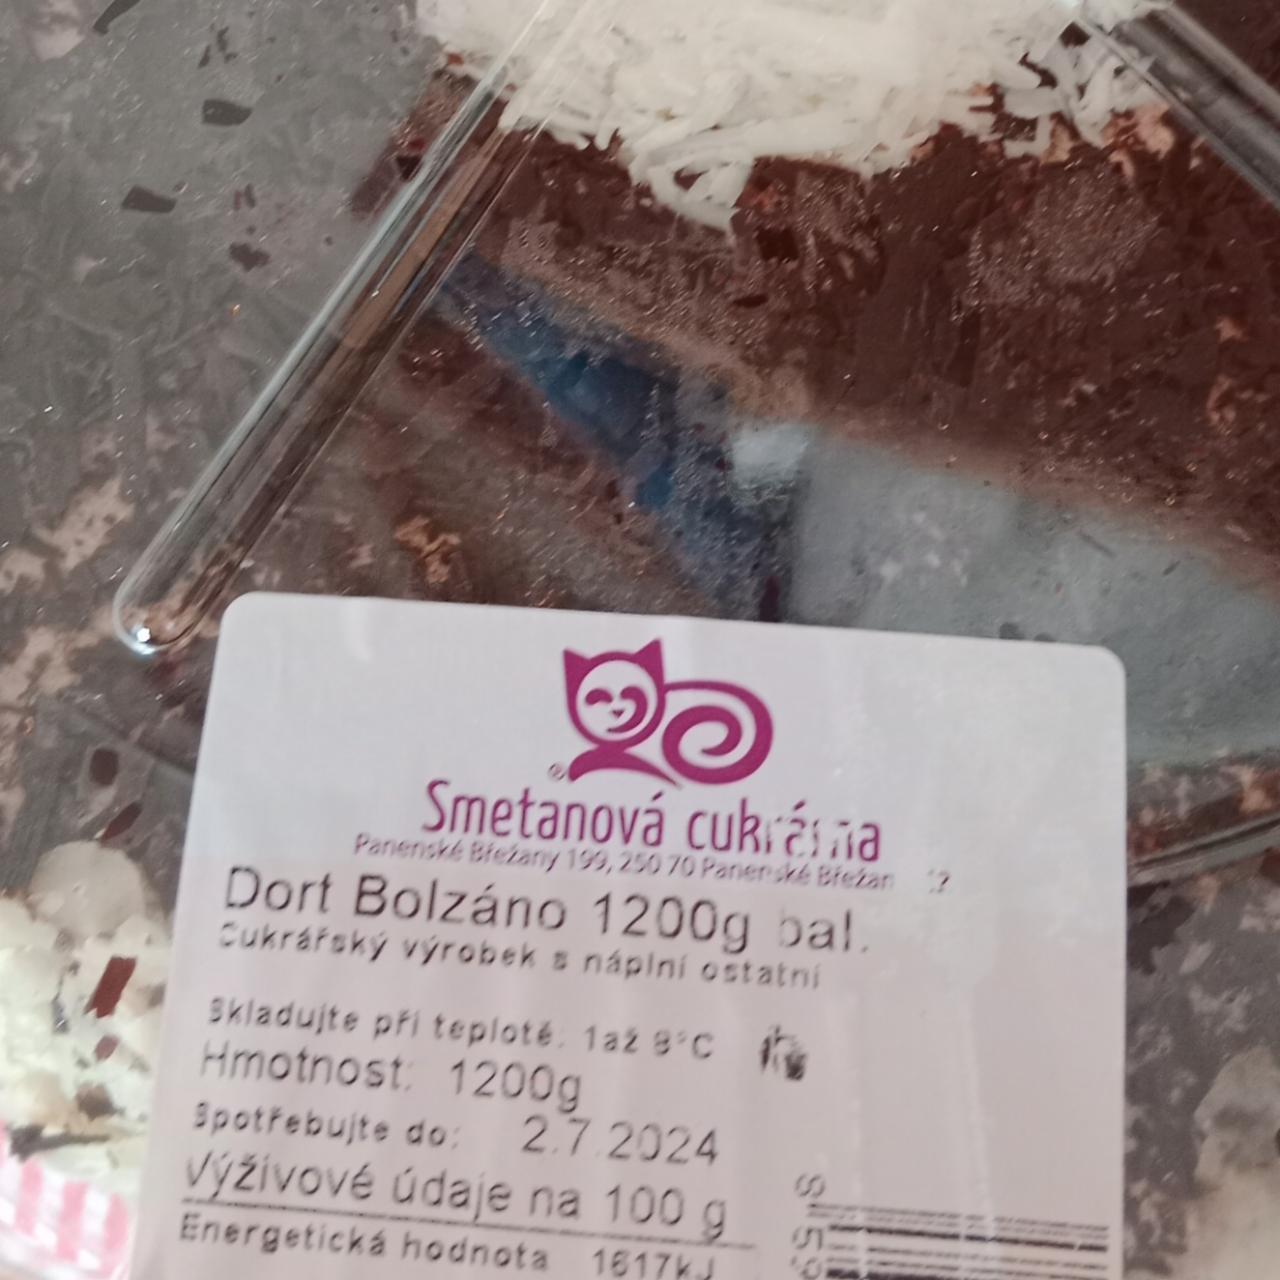 Smetanová cukrárna
Panenské Břežany 199, 250 70 Panenské Břežan
Dort Bolzáno 1200g bal.
Cukrářský výrobek s náplní ostatní
Skladujte při teplotě: 1až 8°C
Hmotnost: 1200g
Spotřebujte do: 2.7.2024
Výživové údaje na 100 g
Energetická hodnota 1617kJ